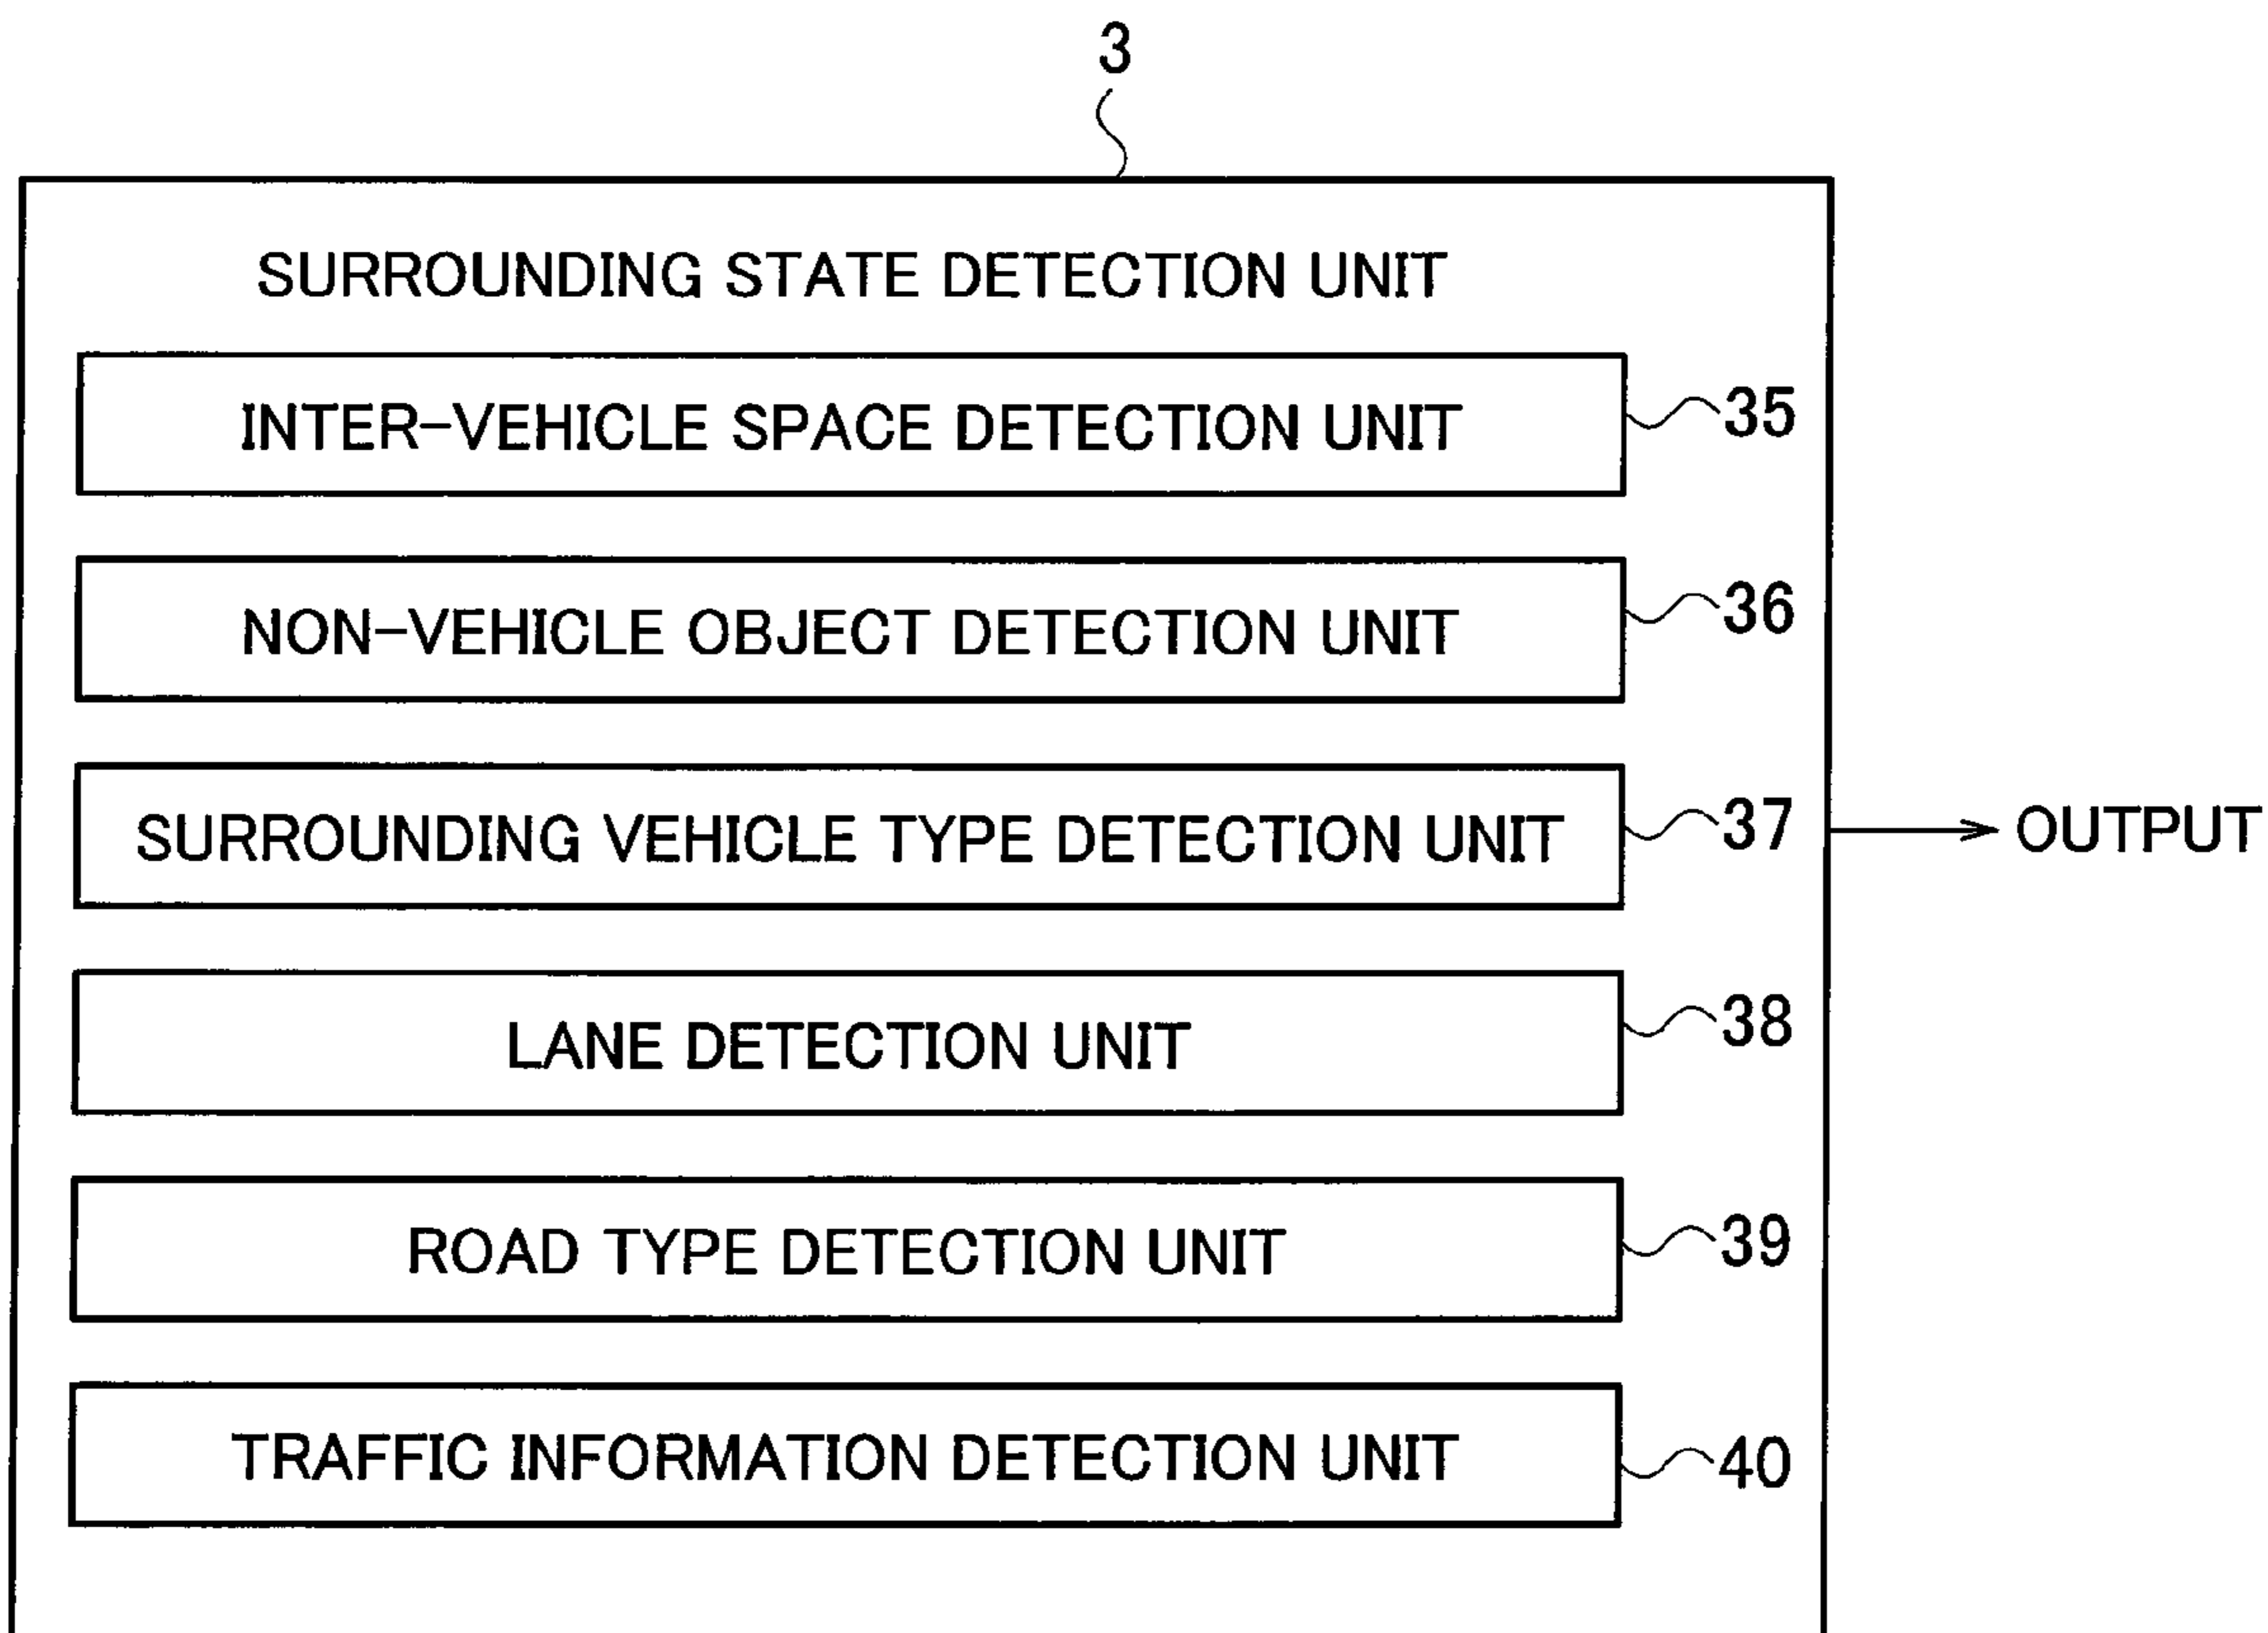 3
SURROUNDING STATE DETECTION UNIT
INTER-VEHICLE SPACE DETECTION UNIT 35
NON-VEHICLE OBJECT DETECTION UNIT 36
SURROUNDING VEHICLE TYPE DETECTION UNIT 37
OUTPUT
LANE DETECTION UNIT 38
ROAD TYPE DETECTION UNIT 39
TRAFFIC INFORMATION DETECTION UNIT 40